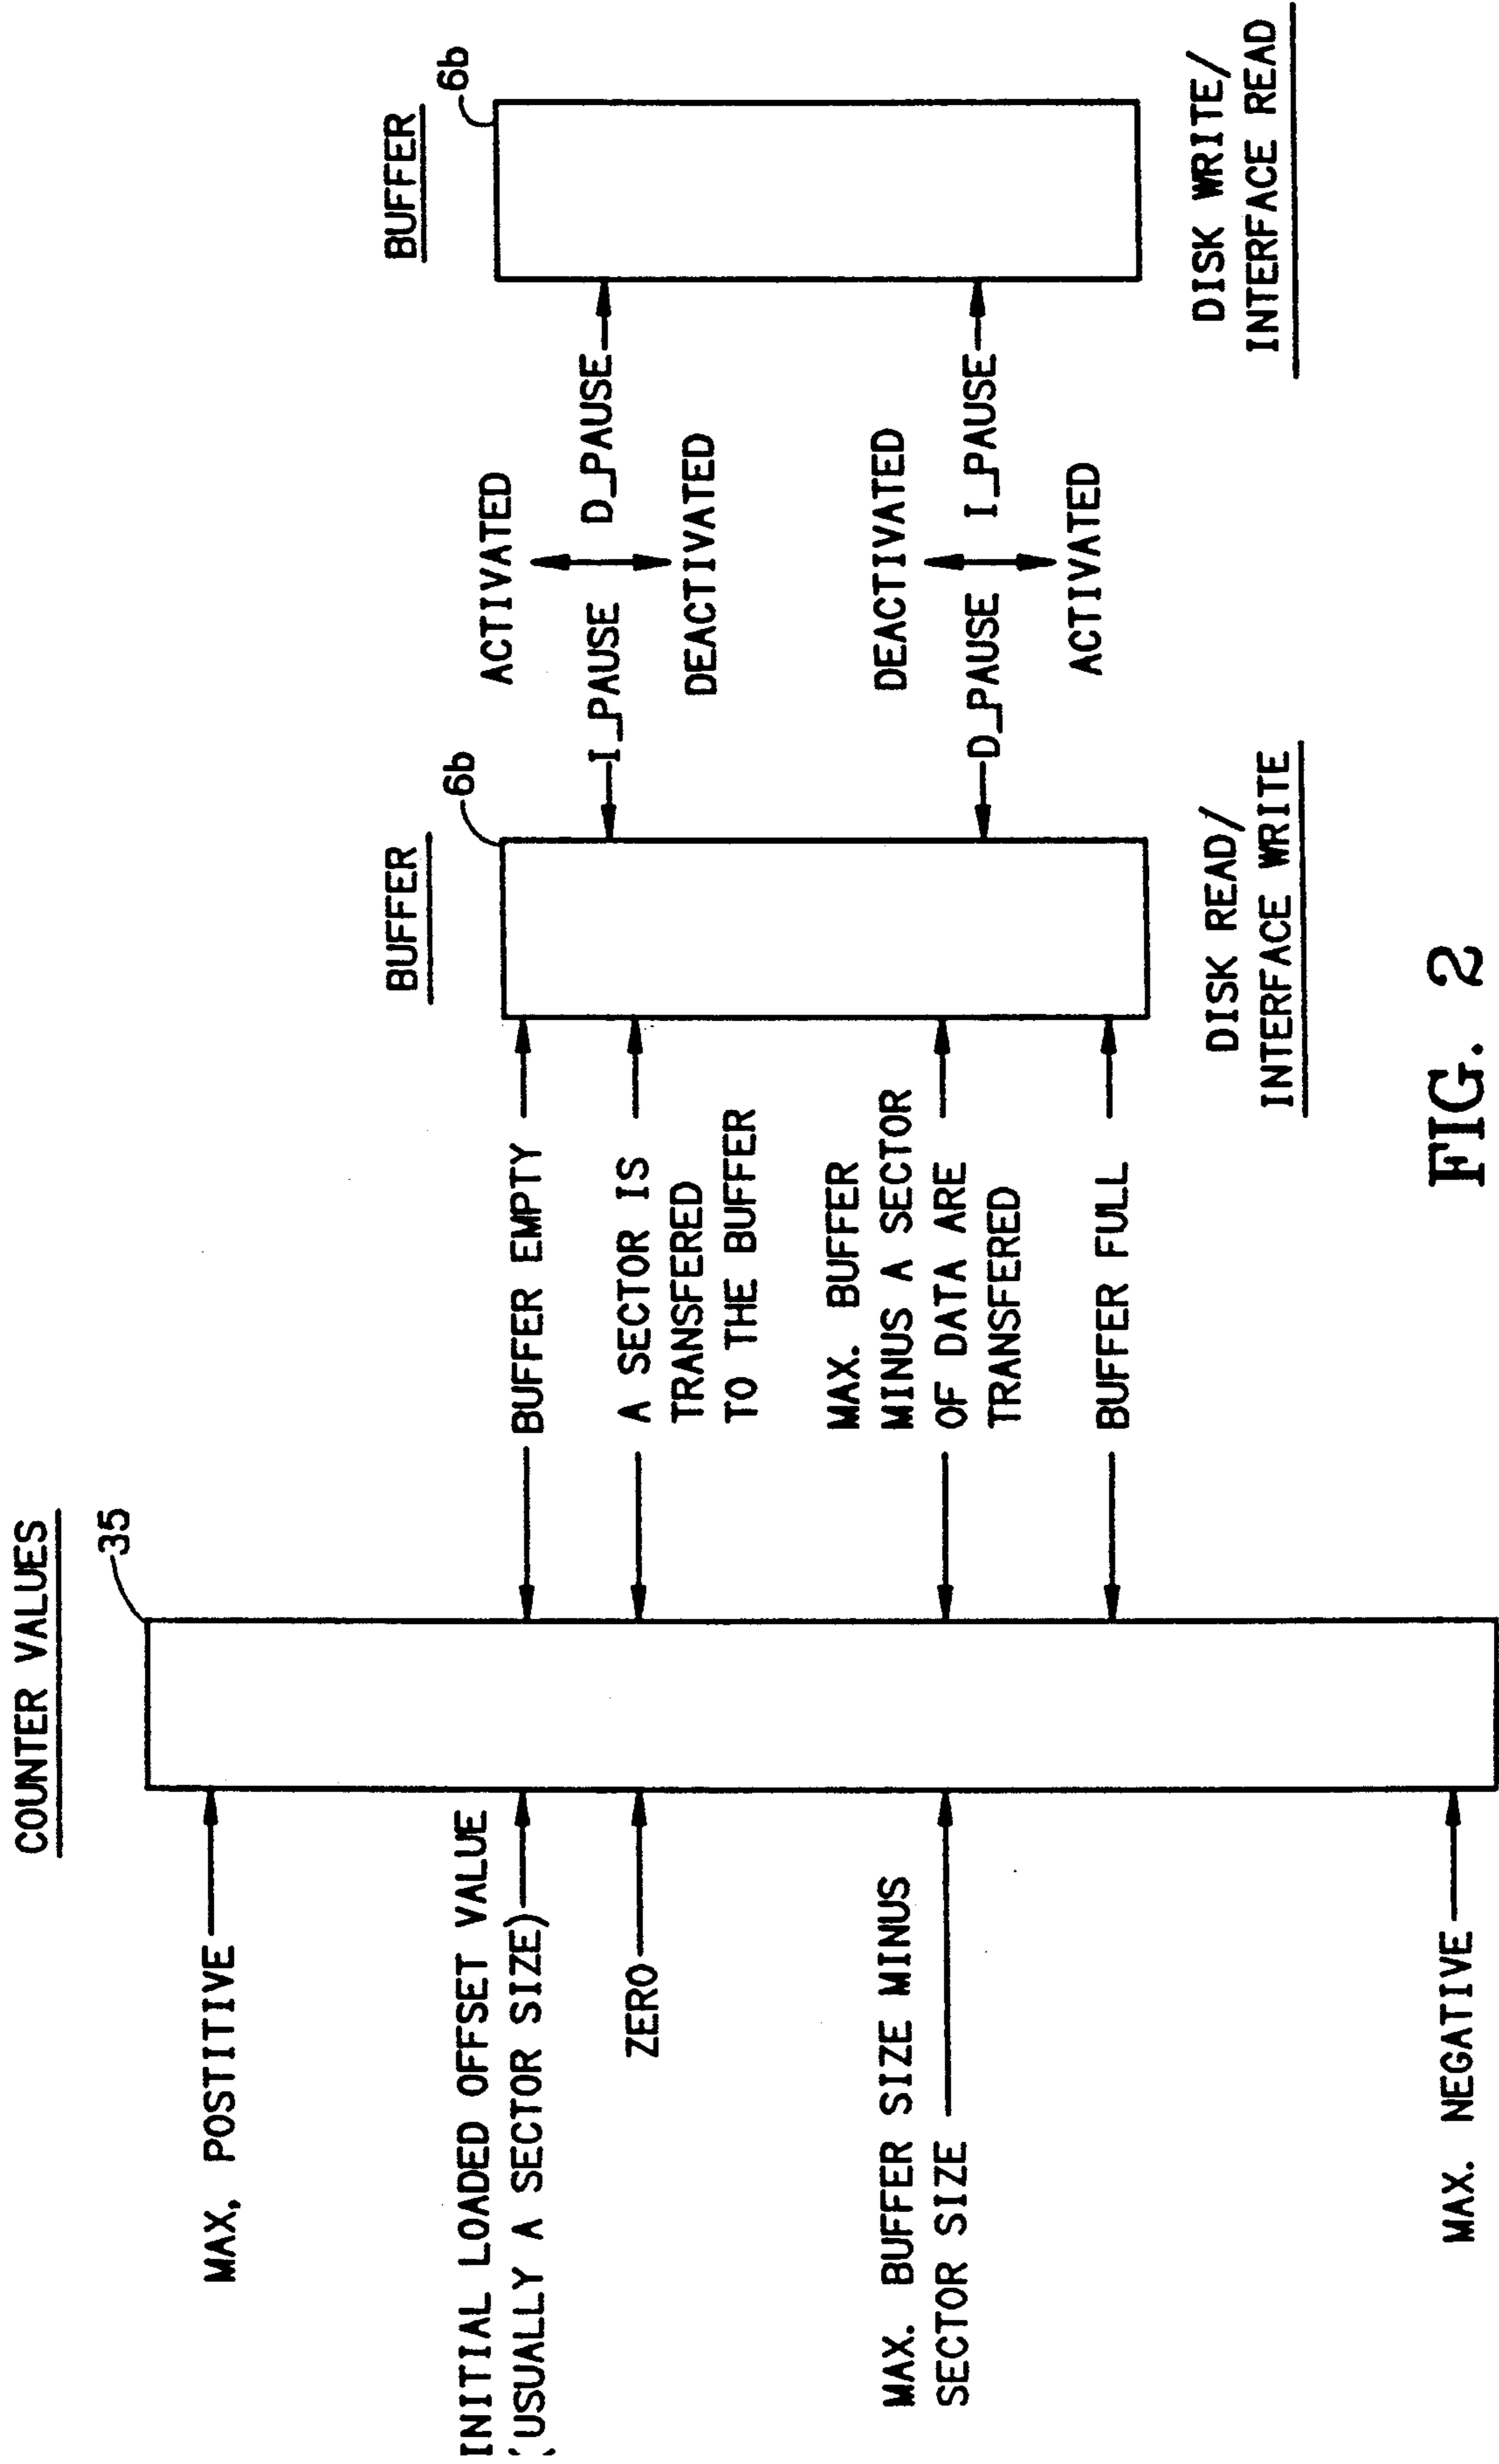 COUNTER VALUES
35
MAX, POSTITIVE
INITIAL LOADED OFFSET VALUE
(USUALLY A SECTOR SIZE)
ZERO
MAX. BUFFER SIZE MINUS
SECTOR SIZE
MAX. NEGATIVE
BUFFER EMPTY
A SECTOR IS
TRANSFERED
TO THE BUFFER
MAX. BUFFER
MINUS A SECTOR
OF DATA ARE
TRANSFERED
BUFFER FULL
BUFFER
6b
DISK READ/
INTERFACE WRITE
ACTIVATED
I_PAUSE D_PAUSE
DEACTIVATED
DEACTIVATED
D_PAUSE I_PAUSE
ACTIVATED
BUFFER
6b
DISK WRITE/
INTERFACE READ
FIG. 2